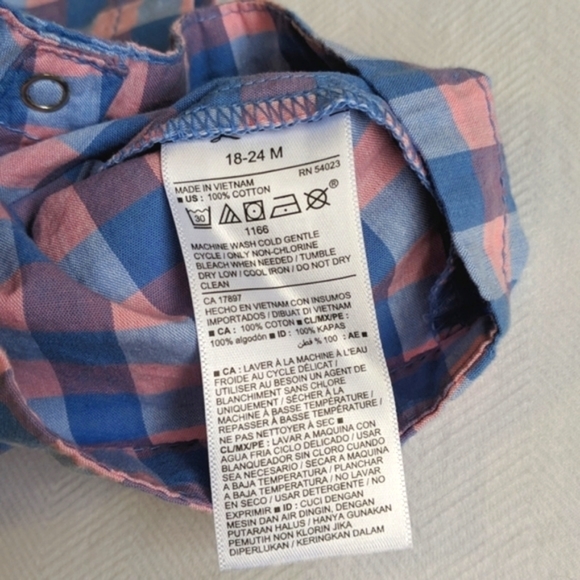 18-24 M
RN 54023
MADE IN VIETNAM
■ US : 100% COTTON
30
®
1166
MACHINE WASH COLD GENTLE
CYCLE / ONLY NON-CHLORINE
BLEACH WHEN NEEDED / TUMBLE
DRY LOW / COOL IRON / DO NOT DRY
CLEAN
CA 17897
HECHO EN VIETNAM CON INSUMOS
IMPORTADOS / DIBUAT DI VIETNAM
■ CA : 100% COTON ■ CL/MX/PE :
100% algodón ■ ID : 100% KAPAS
■ AE : 100 % قطن
■ CA : LAVER À LA MACHINE À L'EAU
FROIDE AU CYCLE DÉLICAT /
UTILISER AU BESOIN UN AGENT DE
BLANCHIMENT SANS CHLORE
UNIQUEMENT / SÉCHER À LA
MACHINE À BASSE TEMPÉRATURE /
REPASSER À BASSE TEMPÉRATURE /
NE PAS NETTOYER À SEC ■
CL/MX/PE : LAVAR A MAQUINA CON
AGUA FRIA CICLO DELICADO / USAR
BLANQUEADOR SIN CLORO CUANDO
SEA NECESARIO / SECAR A MAQUINA
A BAJA TEMPERATURA / PLANCHAR
A BAJA TEMPERATURA / NO LAVAR
EN SECO / USAR DETERGENTE / NO
EXPRIMIR ■ ID : CUCI DENGAN
MESIN DAN AIR DINGIN, DENGAN
PUTARAN HALUS / HANYA GUNAKAN
PEMUTIH NON KLORIN JIKA
DIPERLUKAN / KERINGKAN DALAM